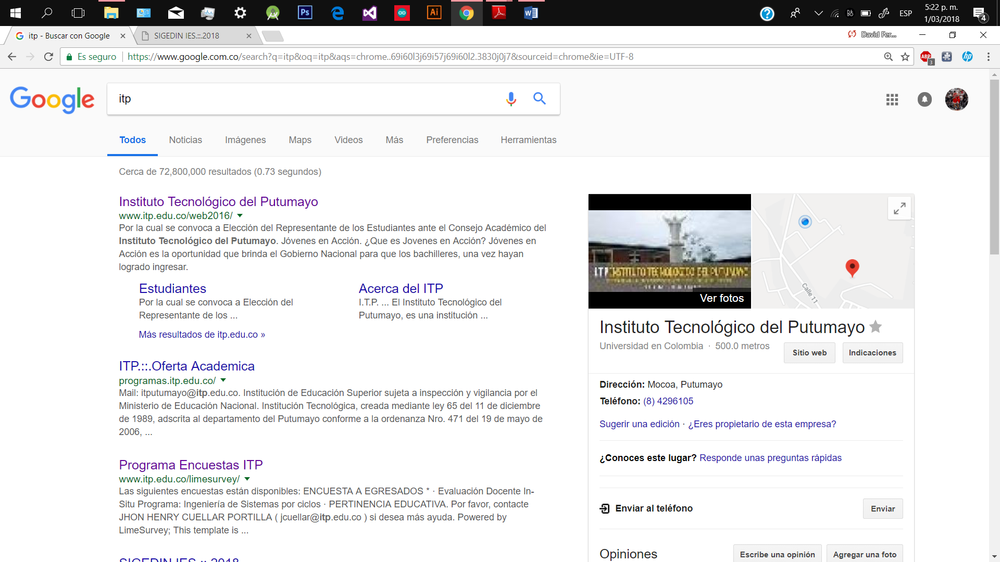 Ps
Ai
ESP
5:22 p. m.
1/03/2018
4
itp - Buscar con Google
SIGEDIN IES.::.2018
David Fer...
Es seguro
https://www.google.com.co/search?q=itp&oq=itp&aqs=chrome..69i60l3j69i57j69i60l2.3830j0j7&sourceid=chrome&ie=UTF-8
ABP
3
hp
Google
itp
Todos
Noticias
Imágenes
Maps
Videos
Más
Preferencias
Herramientas
Cerca de 72,800,000 resultados (0.73 segundos)
Instituto Tecnológico del Putumayo
www.itp.edu.co/web2016/
Por la cual se convoca a Elección del Representante de los Estudiantes ante el Consejo Académico del
Instituto Tecnológico del Putumayo. Jóvenes en Acción. ¿Que es Jovenes en Acción? Jóvenes en
Acción es la oportunidad que brinda el Gobierno Nacional para que los bachilleres, una vez hayan
logrado ingresar.
Estudiantes
Por la cual se convoca a Elección del
Representante de los ...
Acerca del ITP
I.T.P. ... El Instituto Tecnológico del
Putumayo, es una institución ...
Más resultados de itp.edu.co »
ITP.::.Oferta Academica
programas.itp.edu.co/
Mail: itputumayo@itp.edu.co. Institución de Educación Superior sujeta a inspección y vigilancia por el
Ministerio de Educación Nacional. Institución Tecnológica, creada mediante ley 65 del 11 de diciembre
de 1989, adscrita al departamento del Putumayo conforme a la ordenanza Nro. 471 del 19 de mayo de
2006, ...
Programa Encuestas ITP
www.itp.edu.co/limesurvey/
Las siguientes encuestas están disponibles: ENCUESTA A EGRESADOS * · Evaluación Docente In-
Situ Programa: Ingeniería de Sistemas por ciclos · PERTINENCIA EDUCATIVA. Por favor, contacte
JHON HENRY CUELLAR PORTILLA ( jcuellar@itp.edu.co ) si desea más ayuda. Powered by
LimeSurvey; This template is ...
SIGEDIN IES.::.2018
ITP INSTITUTO TECNOLOGICO DEL PUTUMAYO
Ver fotos
Calle 11
Instituto Tecnológico del Putumayo
Universidad en Colombia · 500.0 metros
Sitio web
Indicaciones
Dirección: Mocoa, Putumayo
Teléfono: (8) 4296105
Sugerir una edición · ¿Eres propietario de esta empresa?
¿Conoces este lugar? Responde unas preguntas rápidas
Enviar al teléfono
Enviar
Opiniones
Escribe una opinión
Agregar una foto